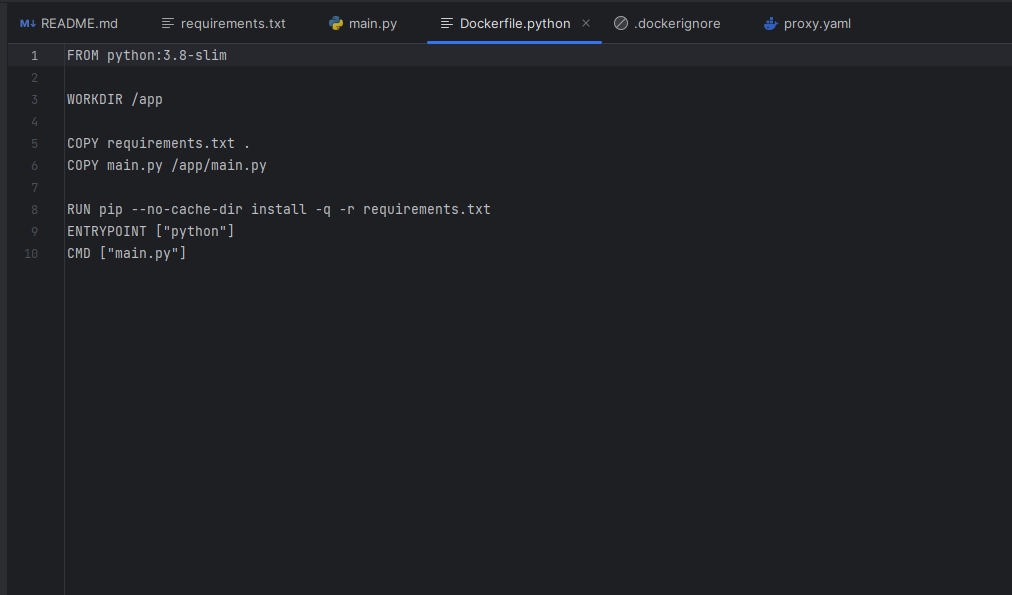 M↓ README.md requirements.txt main.py Dockerfile.python × .dockerignore proxy.yaml
1 FROM python:3.8-slim
2
3 WORKDIR /app
4
5 COPY requirements.txt .
6 COPY main.py /app/main.py
7
8 RUN pip --no-cache-dir install -q -r requirements.txt
9 ENTRYPOINT ["python"]
10 CMD ["main.py"]